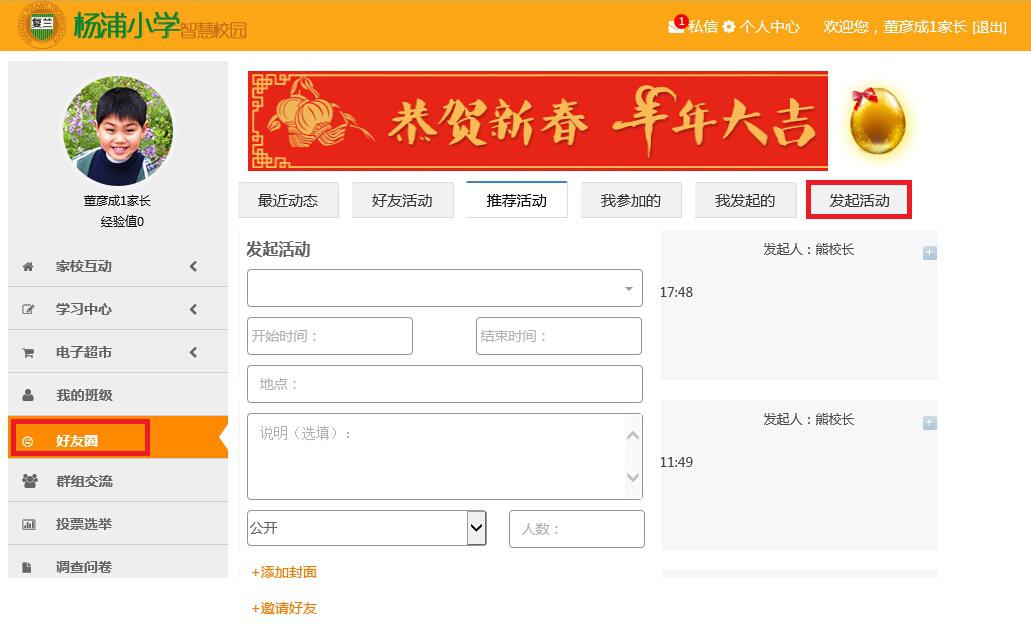 复兰 杨浦小学智慧校园 1 私信 个人中心 欢迎您，董彦成1家长 [退出]
恭贺新春 羊年大吉
董彦成1家长
经验值0
家校互动
学习中心
电子超市
我的班级
好友圈
群组交流
投票选举
调查问卷
最近动态 好友活动 推荐活动 我参加的 我发起的 发起活动
发起活动
开始时间： 结束时间：
地点：
说明（选填）：
公开 人数：
+添加封面
+邀请好友
发起人：熊校长
17:48
发起人：熊校长
11:49